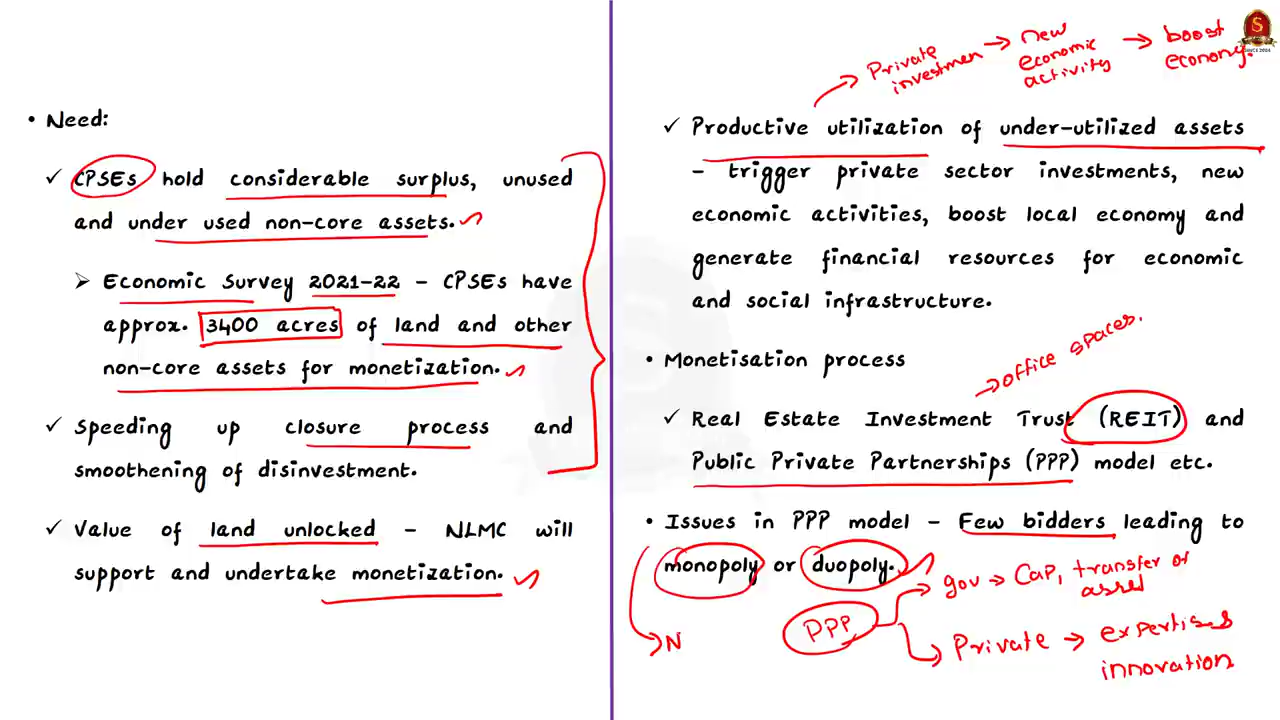 • Need:
✓ CPSEs hold considerable surplus, unused
and under used non-core assets.
➢ Economic Survey 2021-22 - CPSEs have
approx. 3400 acres of land and other
non-core assets for monetization.
✓ Speeding up closure process and
smoothening of disinvestment.
✓ Value of land unlocked - NLMC will
support and undertake monetization.
→ Private investmen → new economic activity → boost economy.
✓ Productive utilization of under-utilized assets
- trigger private sector investments, new
economic activities, boost local economy and
generate financial resources for economic
and social infrastructure.
• Monetisation process
→ office spaces.
✓ Real Estate Investment Trust (REIT) and
Public Private Partnerships (PPP) model etc.
• Issues in PPP model - Few bidders leading to
monopoly or duopoly.
PPP
gov → Cap, transfer of
asset
Private → expertises
innovation
→ N
S
SINCE 2004